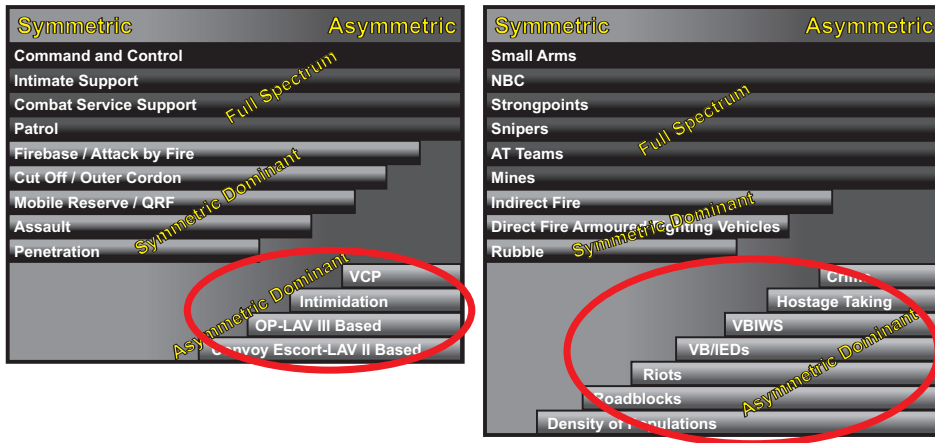 Symmetric Asymmetric
Command and Control
Intimate Support
Combat Service Support
Patrol
Full Spectrum
Firebase / Attack by Fire
Cut Off / Outer Cordon
Mobile Reserve / QRF
Assault
Penetration
Symmetric Dominant
VCP
Intimidation
OP-LAV III Based
Convoy Escort-LAV II Based
Asymmetric Dominant
Symmetric Asymmetric
Small Arms
NBC
Strongpoints
Snipers
AT Teams
Mines
Full Spectrum
Indirect Fire
Direct Fire Armoured Fighting Vehicles
Rubble
Symmetric Dominant
Crime
Hostage Taking
VBIWS
VB/IEDs
Riots
Roadblocks
Density of Populations
Asymmetric Dominant